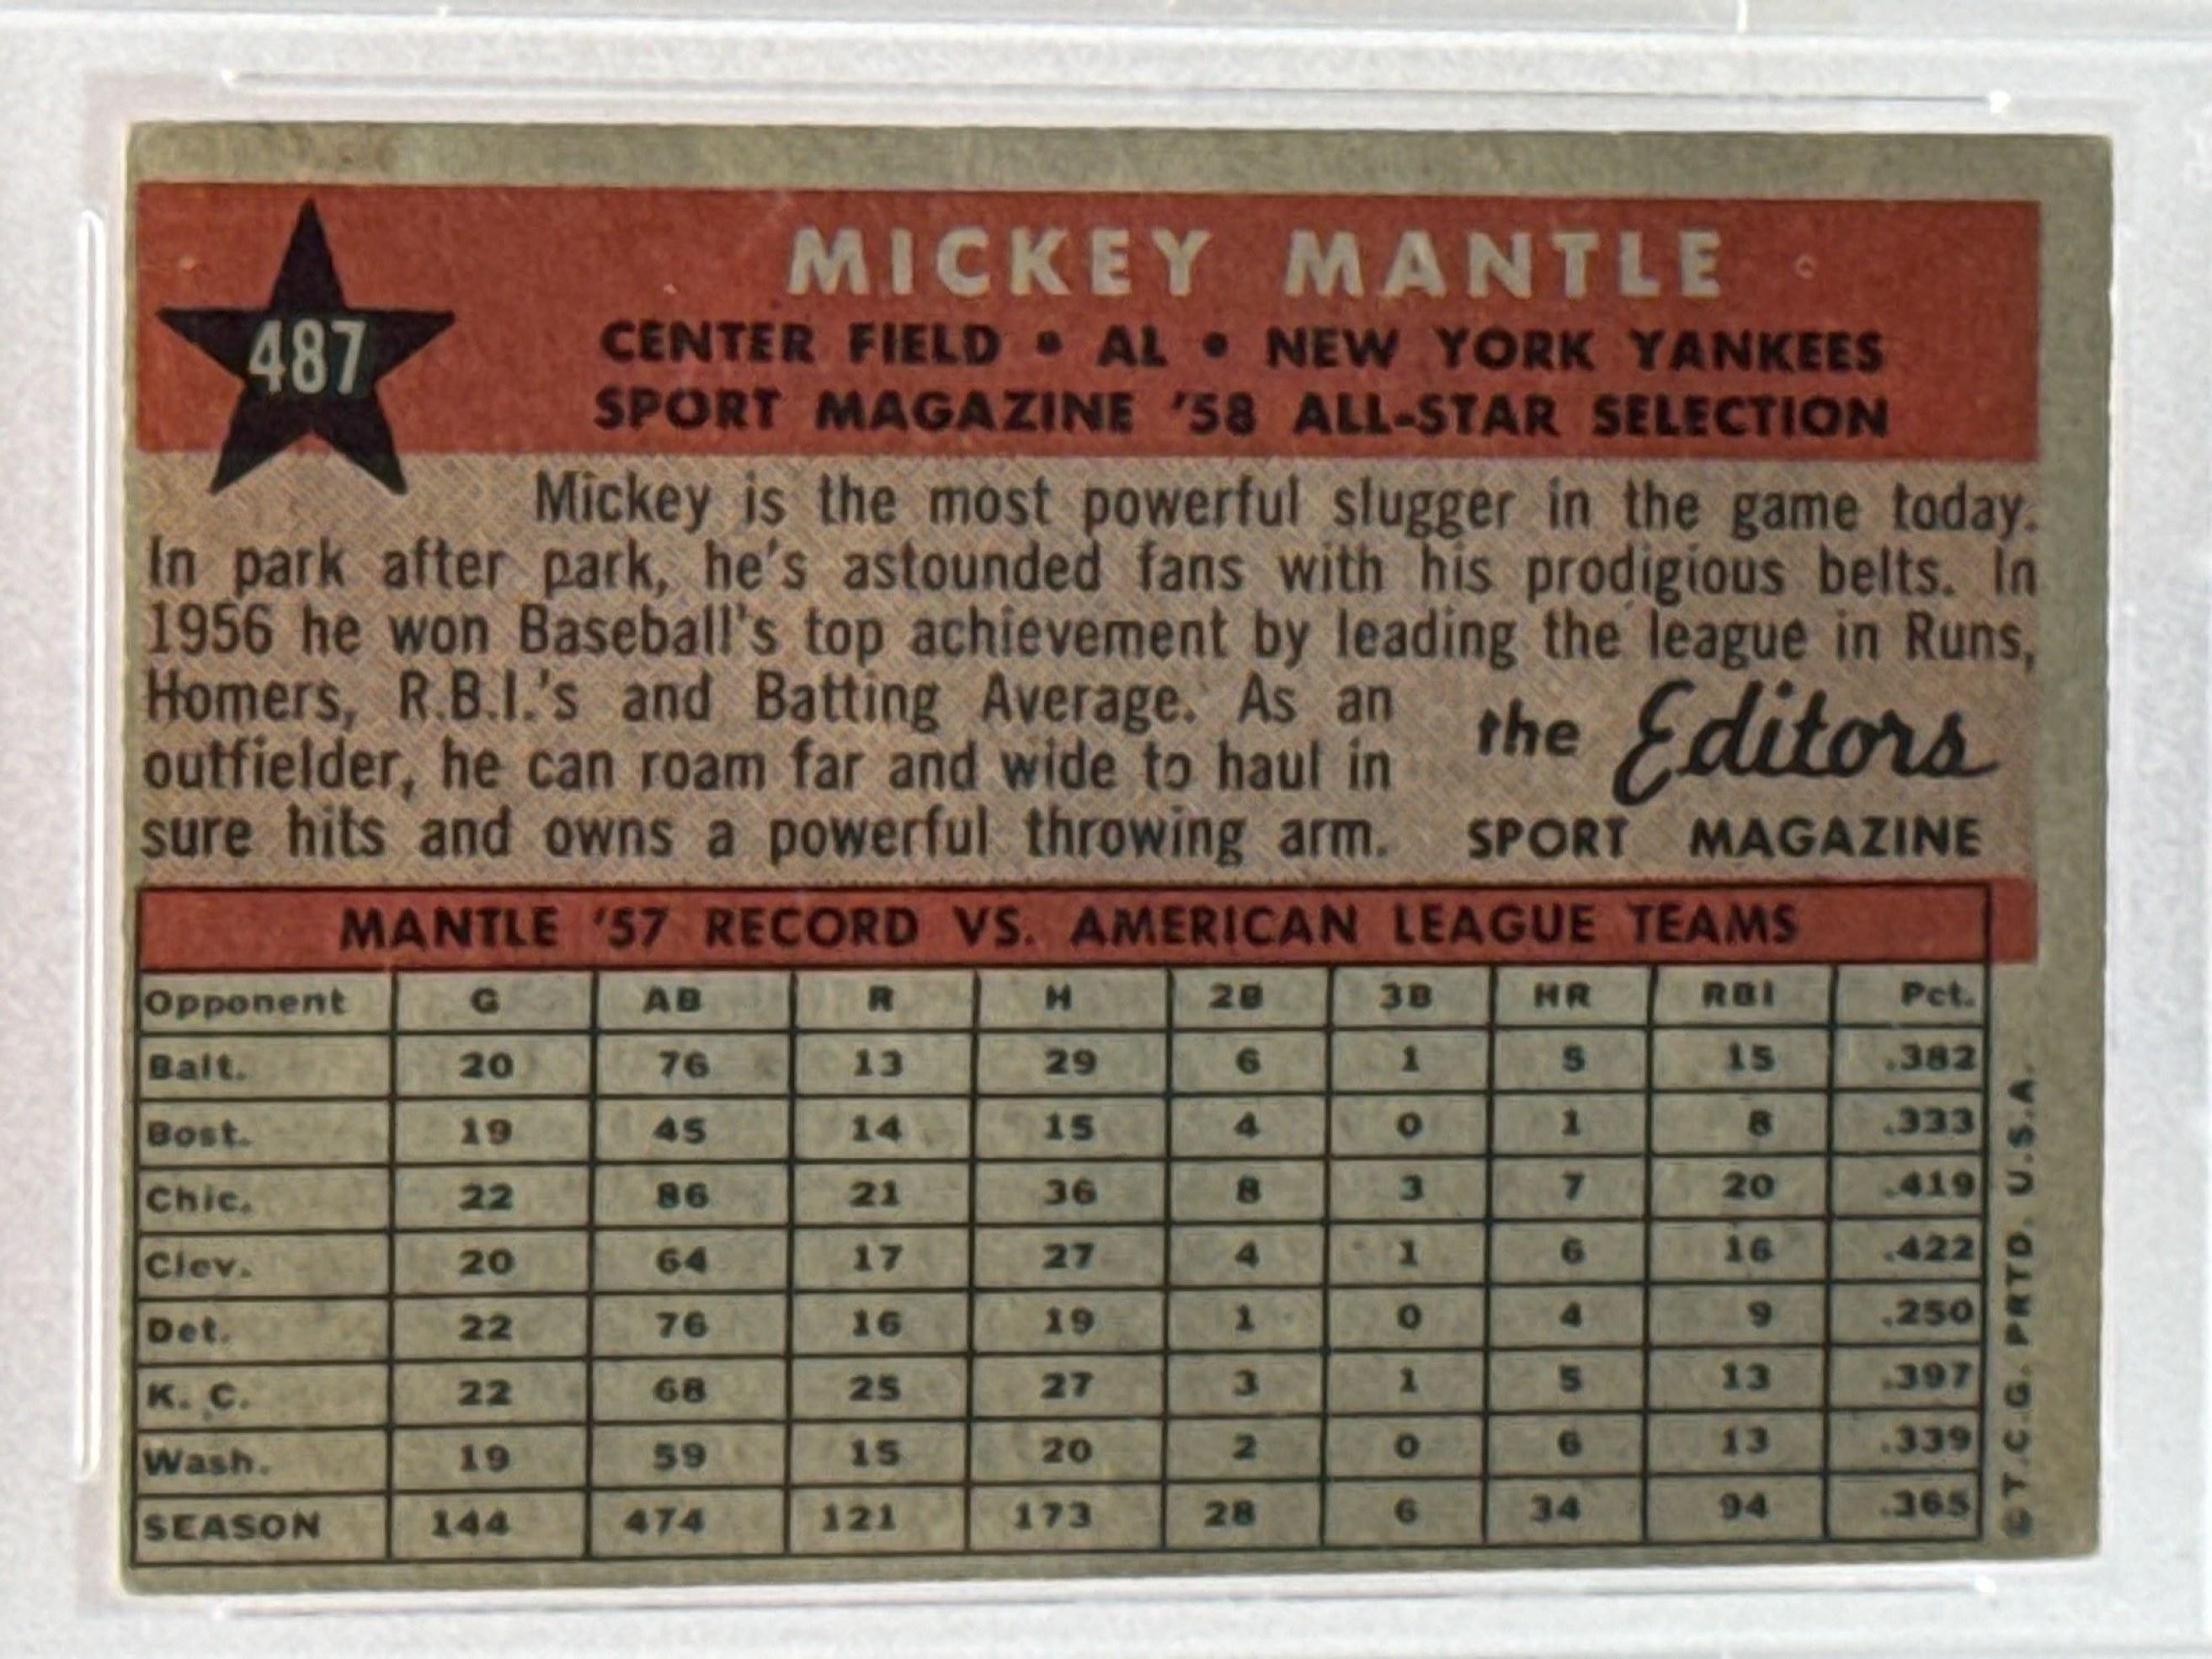 487
MICKEY MANTLE
CENTER FIELD • AL • NEW YORK YANKEES
SPORT MAGAZINE '58 ALL-STAR SELECTION
Mickey is the most powerful slugger in the game today.
In park after park, he's astounded fans with his prodigious belts. In
1956 he won Baseball's top achievement by leading the league in Runs,
Homers, R.B.I.'s and Batting Average. As an
outfielder, he can roam far and wide to haul in
sure hits and owns a powerful throwing arm.
the Editors
SPORT MAGAZINE
MANTLE '57 RECORD VS. AMERICAN LEAGUE TEAMS
Opponent G AB R H 2B 3B HR RBI Pct.
Balt. 20 76 13 29 6 1 5 15 .382
Bost. 19 45 14 15 4 0 1 8 .333
Chic. 22 86 21 36 8 3 7 20 .419
Clev. 20 64 17 27 4 1 6 16 .422
Det. 22 76 16 19 1 0 4 9 .250
K. C. 22 68 25 27 3 1 5 13 .397
Wash. 19 59 15 20 2 0 6 13 .339
SEASON 144 474 121 173 28 6 34 94 .365
© T.C.G. PRTD. U.S.A.